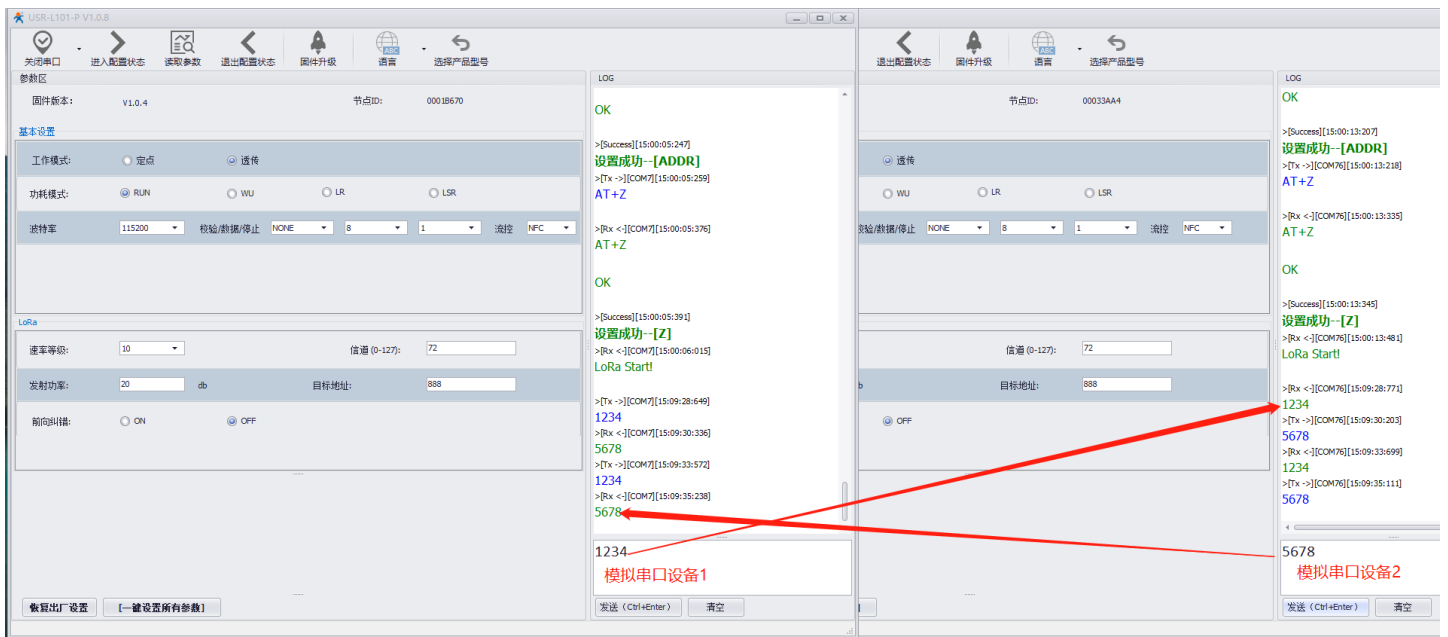 USR-L101-P V1.0.8
关闭串口 进入配置状态 读取参数 退出配置状态 固件升级 语言 选择产品型号
参数区
固件版本: V1.0.4 节点ID: 0001B670
基本设置
工作模式: 定点 透传
功耗模式: RUN WU LR LSR
波特率 115200 校验/数据/停止 NONE 8 1 流控 NFC
LoRa
速率等级: 10 信道 (0-127): 72
发射功率: 20 db 目标地址: 888
前向纠错: ON OFF
恢复出厂设置 [一键设置所有参数]
LOG
OK
>[Success][15:00:05:247]
设置成功--[ADDR]
>[Tx ->][COM7][15:00:05:259]
AT+Z
>[Rx <-][COM7][15:00:05:376]
AT+Z
OK
>[Success][15:00:05:391]
设置成功--[Z]
>[Rx <-][COM7][15:00:06:015]
LoRa Start!
>[Tx ->][COM7][15:09:28:649]
1234
>[Rx <-][COM7][15:09:30:336]
5678
>[Tx ->][COM7][15:09:33:572]
1234
>[Rx <-][COM7][15:09:35:238]
5678
1234
模拟串口设备1
发送 (Ctrl+Enter) 清空
退出配置状态 固件升级 语言 选择产品型号
节点ID: 00033AA4
透传
WU LR LSR
校验/数据/停止 NONE 8 1 流控 NFC
信道 (0-127): 72
b 目标地址: 888
OFF
]
LOG
OK
>[Success][15:00:13:207]
设置成功--[ADDR]
>[Tx ->][COM76][15:00:13:218]
AT+Z
>[Rx <-][COM76][15:00:13:335]
AT+Z
OK
>[Success][15:00:13:345]
设置成功--[Z]
>[Rx <-][COM76][15:00:13:481]
LoRa Start!
>[Rx <-][COM76][15:09:28:771]
1234
>[Tx ->][COM76][15:09:30:203]
5678
>[Rx <-][COM76][15:09:33:699]
1234
>[Tx ->][COM76][15:09:35:111]
5678
5678
模拟串口设备2
发送 (Ctrl+Enter) 清空